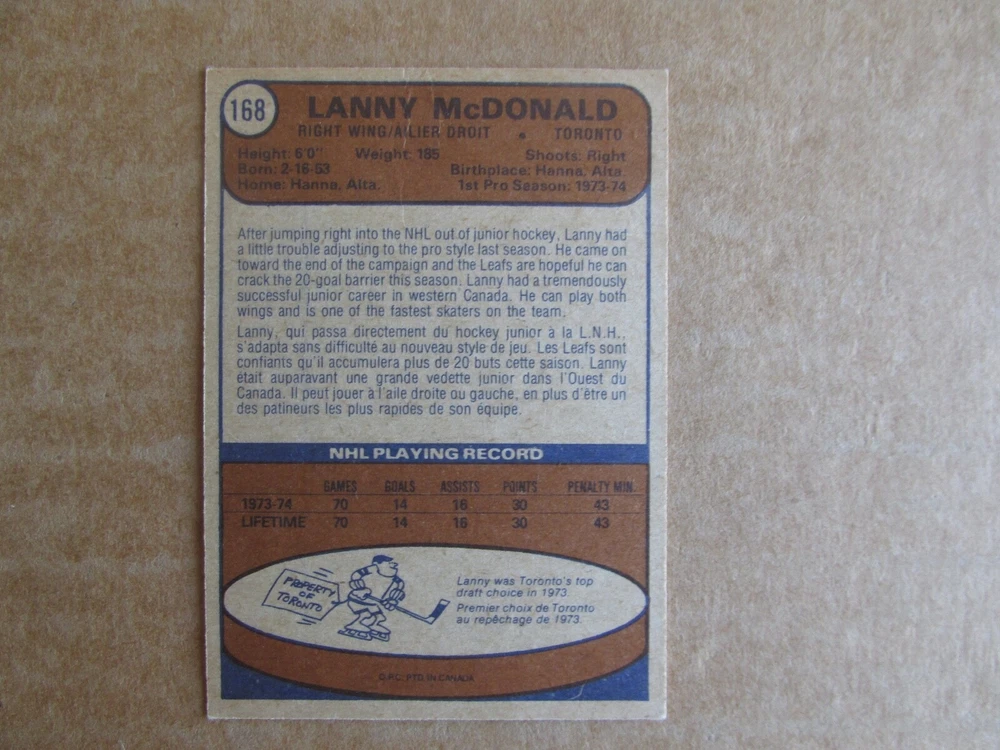 168
LANNY McDONALD
RIGHT WING/AILIER DROIT • TORONTO
Height: 6'0" Weight: 185 Shoots: Right
Born: 2-16-53 Birthplace: Hanna, Alta.
Home: Hanna, Alta. 1st Pro Season: 1973-74
After jumping right into the NHL out of junior hockey, Lanny had
a little trouble adjusting to the pro style last season. He came on
toward the end of the campaign and the Leafs are hopeful he can
crack the 20-goal barrier this season. Lanny had a tremendously
successful junior career in western Canada. He can play both
wings and is one of the fastest skaters on the team.
Lanny, qui passa directement du hockey junior à la L.N.H.,
s'adapta sans difficulté au nouveau style de jeu. Les Leafs sont
confiants qu'il accumulera plus de 20 buts cette saison. Lanny
était auparavant une grande vedette junior dans l'Ouest du
Canada. Il peut jouer à l'aile droite ou gauche, en plus d'être un
des patineurs les plus rapides de son équipe.
NHL PLAYING RECORD
GAMES GOALS ASSISTS POINTS PENALTY MIN.
1973-74 70 14 16 30 43
LIFETIME 70 14 16 30 43
PROPERTY
OF
TORONTO
Lanny was Toronto's top
draft choice in 1973.
Premier choix de Toronto
au repêchage de 1973.
O.P.C. PTD. IN CANADA